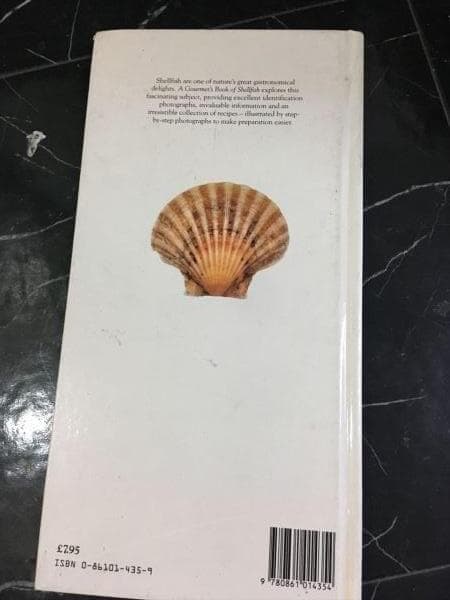 Shellfish are one of nature's great gastronomical
delights. A Gourmet's Book of Shellfish explores this
fascinating subject, providing excellent identification
photographs, invaluable information and an
irresistible collection of recipes – illustrated by step-
by-step photographs to make preparation easier.
£7.95
ISBN 0-86101-435-9
9 780861 014354